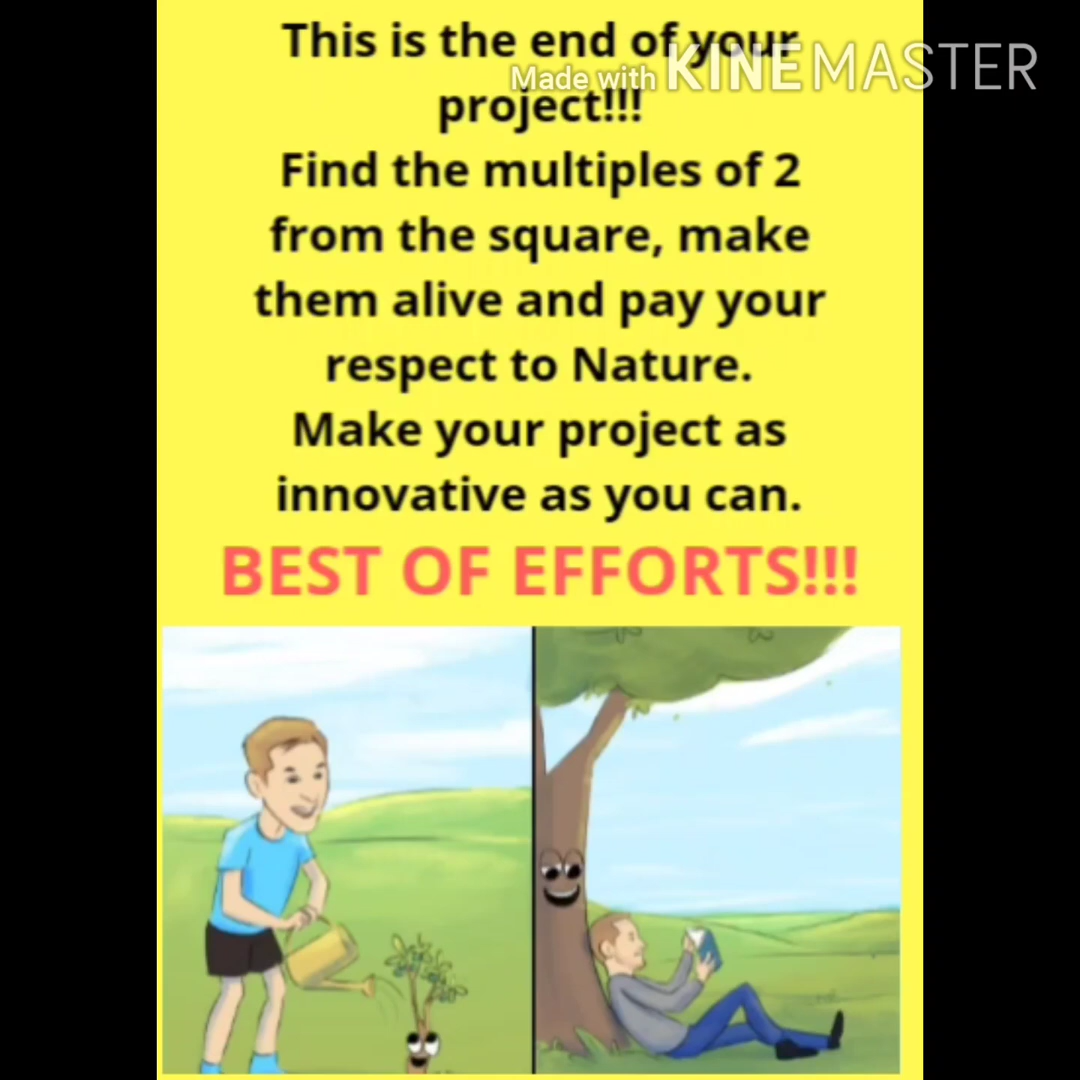 This is the end of your
Made with KINEMASTER
project!!!
Find the multiples of 2
from the square, make
them alive and pay your
respect to Nature.
Make your project as
innovative as you can.
BEST OF EFFORTS!!!